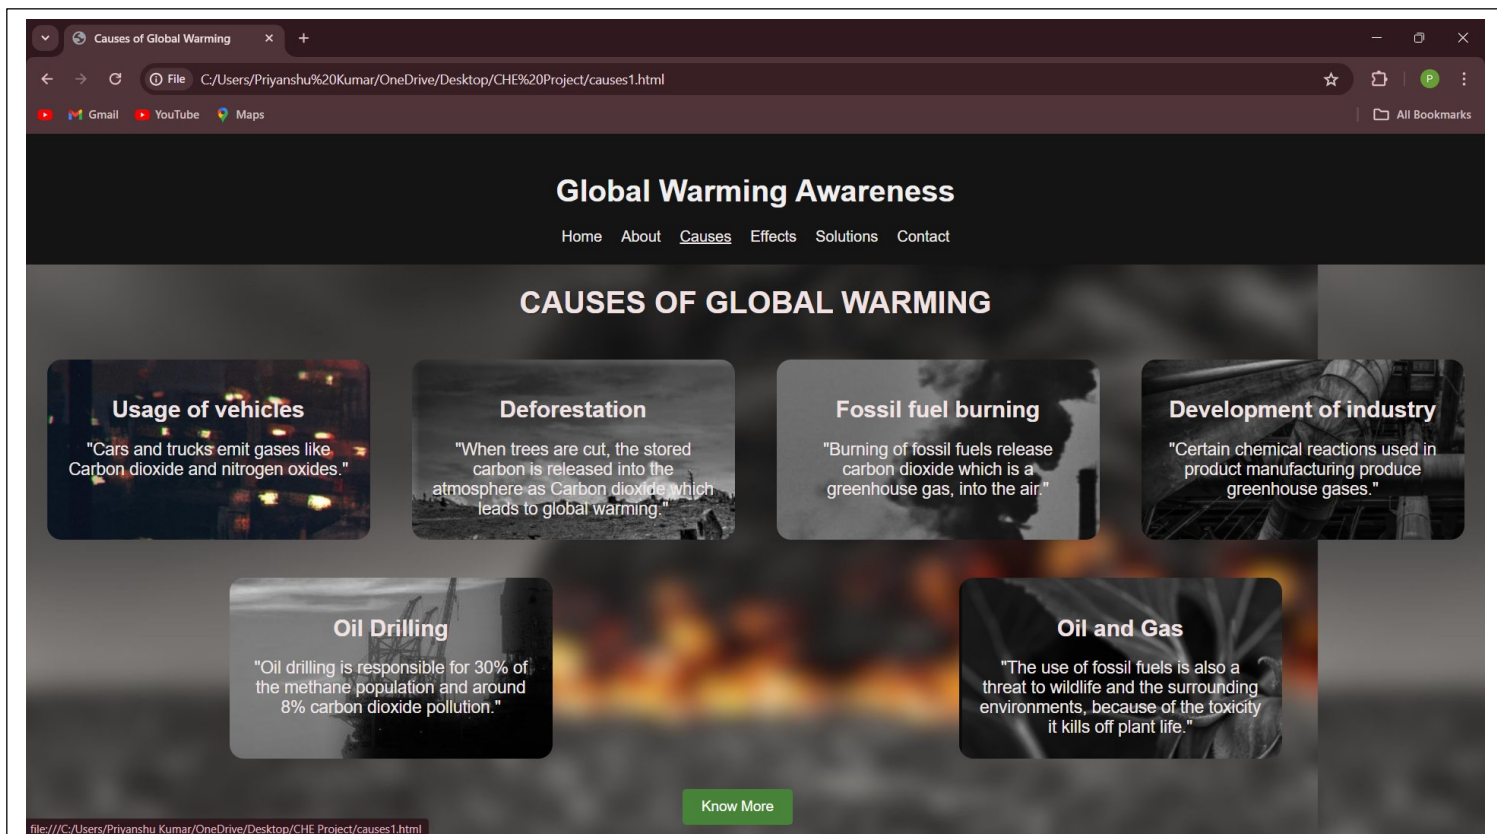 Causes of Global Warming
File C:/Users/Priyanshu%20Kumar/OneDrive/Desktop/CHE%20Project/causes1.html
P
Gmail YouTube Maps All Bookmarks
Global Warming Awareness
Home About Causes Effects Solutions Contact
CAUSES OF GLOBAL WARMING
Usage of vehicles
"Cars and trucks emit gases like
Carbon dioxide and nitrogen oxides."
Deforestation
"When trees are cut, the stored
carbon is released into the
atmosphere as Carbon dioxide which
leads to global warming."
Fossil fuel burning
"Burning of fossil fuels release
carbon dioxide which is a
greenhouse gas, into the air."
Development of industry
"Certain chemical reactions used in
product manufacturing produce
greenhouse gases."
Oil Drilling
"Oil drilling is responsible for 30% of
the methane population and around
8% carbon dioxide pollution."
Oil and Gas
"The use of fossil fuels is also a
threat to wildlife and the surrounding
environments, because of the toxicity
it kills off plant life."
Know More
file:///C:/Users/Priyanshu Kumar/OneDrive/Desktop/CHE Project/causes1.html